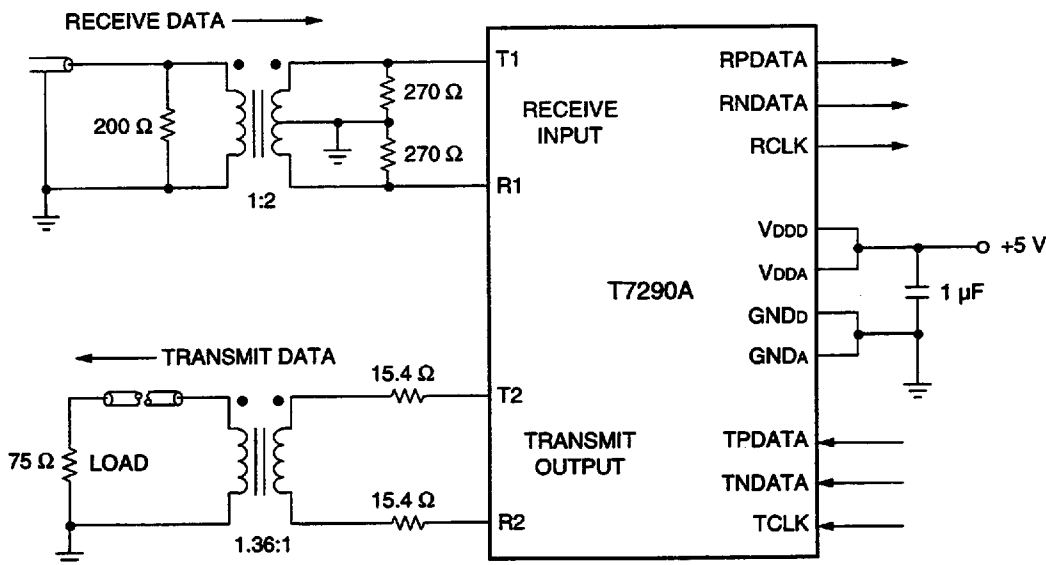 RECEIVE DATA
T1
RPDATA
270 Ω
RECEIVE
INPUT
RNDATA
200 Ω
270 Ω
RCLK
R1
1:2
VDDD
+5 V
VDDA
T7290A
1 µF
GNDD
TRANSMIT DATA
GNDA
15.4 Ω
T2
75 Ω
LOAD
TRANSMIT
OUTPUT
TPDATA
TNDATA
15.4 Ω
R2
TCLK
1.36:1